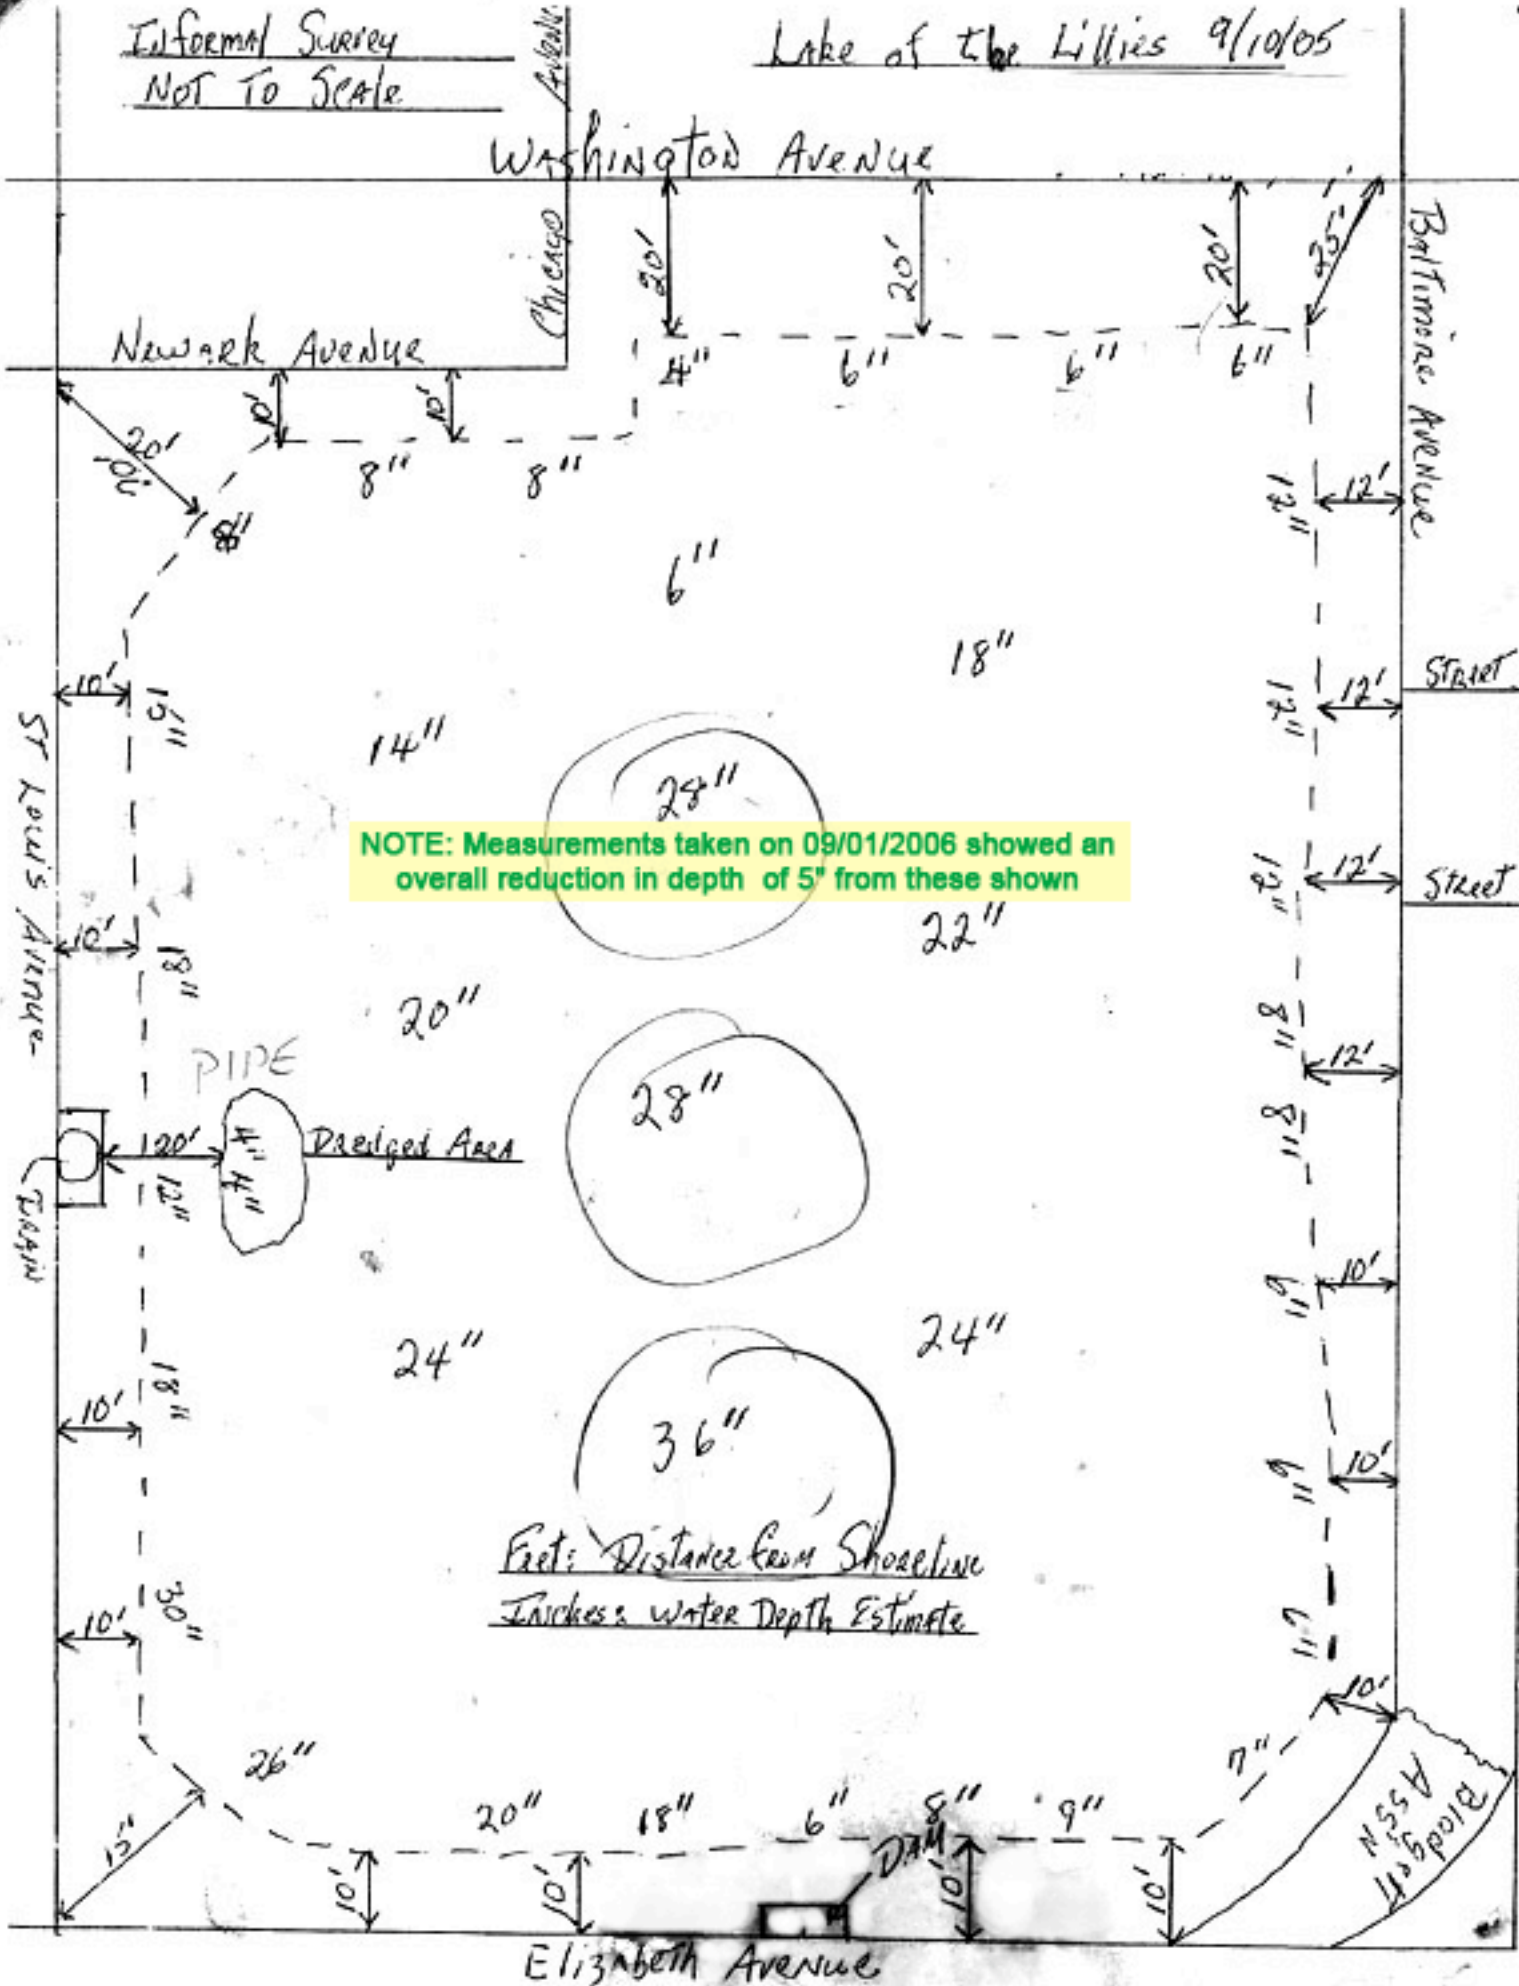 Informal Survey
Not To Scale
Lake of the Lillies 9/10/05
Avenue
Washington Avenue
Chicago
20'
20'
20'
25'
Baltimore Avenue
Newark Avenue
4"
6"
6"
6"
10'
10'
20'
8"
8"
8"
12"
12'
6"
18"
Street
10'
16"
12"
12'
St Louis Avenue
14"
28"
NOTE: Measurements taken on 09/01/2006 showed an
overall reduction in depth of 5" from these shown
12"
12'
Street
22"
10'
18"
20"
8"
12'
PIPE
28"
120'
4" 4"
Dredged Area
8"
12"
Drain
6"
10'
24"
24"
18"
10'
36"
6"
10'
Feet: Distance from Shoreline
Inches: Water Depth Estimate
30"
10'
6"
10'
26"
7"
Blodgett
Ass'n
20"
18"
6"
8"
9"
15'
DAM
10'
10'
10'
10'
Elizabeth Avenue